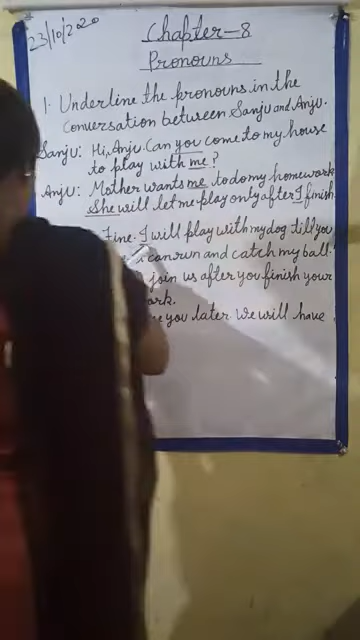 23/10/2020
Chapter-8
Pronouns
1. Underline the pronouns in the
conversation between Sanju and Anju.
Sanju: Hi, Anju. Can you come to my house
to play with me?
Anju: Mother wants me to do my homework
She will let me play only after I finish
Fine. I will play with my dog till you
can run and catch my ball.
join us after you finish your
you later. We will have